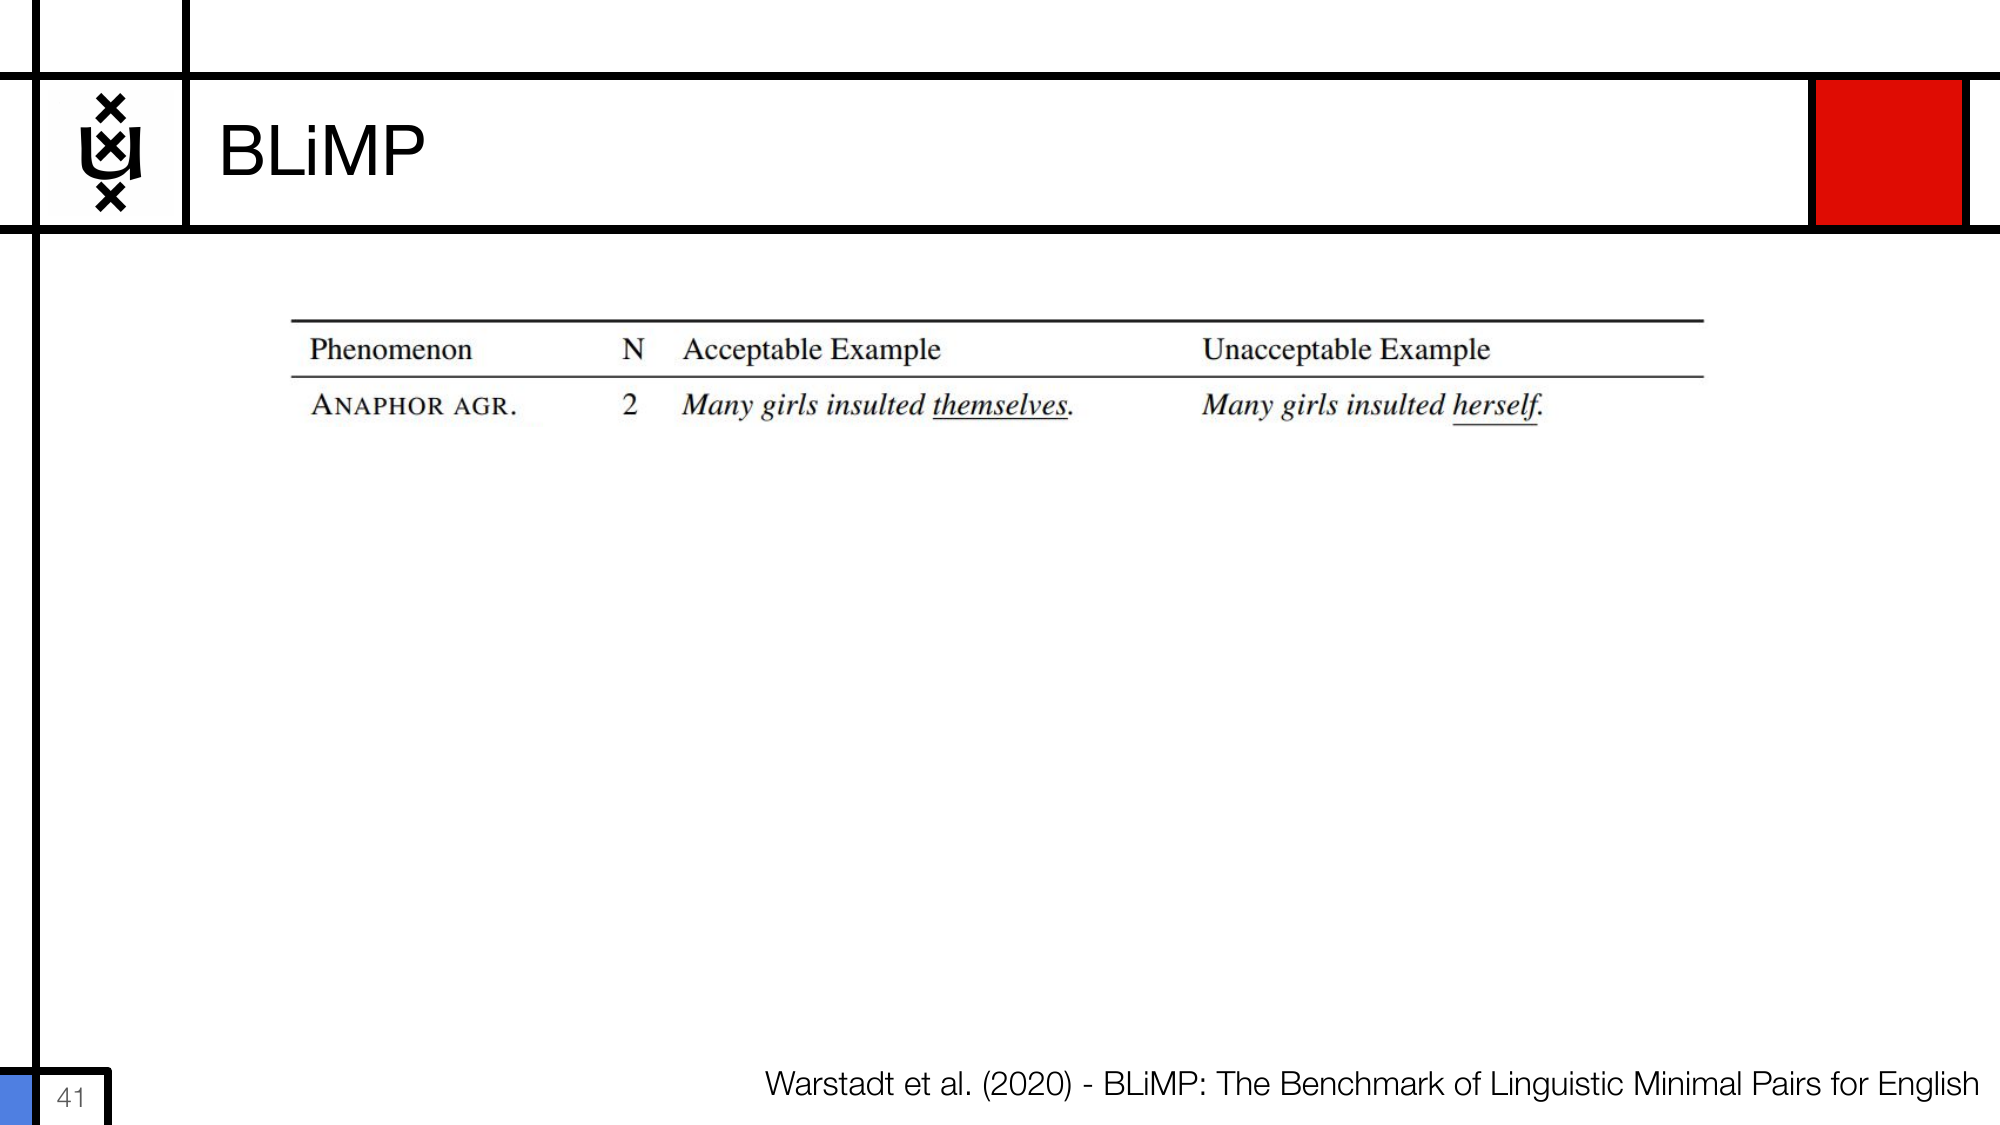 BLiMP
Phenomenon N Acceptable Example Unacceptable Example
ANAPHOR AGR. 2 Many girls insulted themselves. Many girls insulted herself.
Warstadt et al. (2020) - BLiMP: The Benchmark of Linguistic Minimal Pairs for English
41